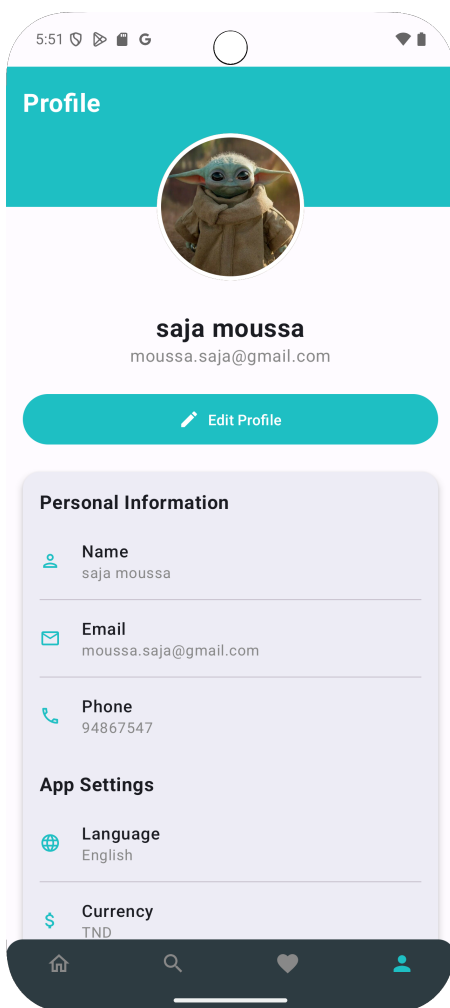 5:51
Profile
saja moussa
moussa.saja@gmail.com
Edit Profile
Personal Information
Name
saja moussa
Email
moussa.saja@gmail.com
Phone
94867547
App Settings
Language
English
Currency
TND